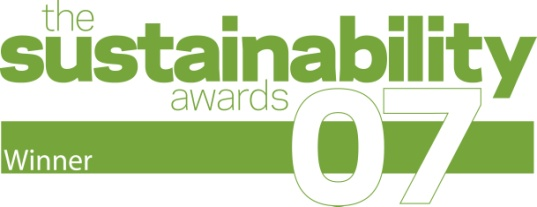 the
sustainability
awards 07
Winner